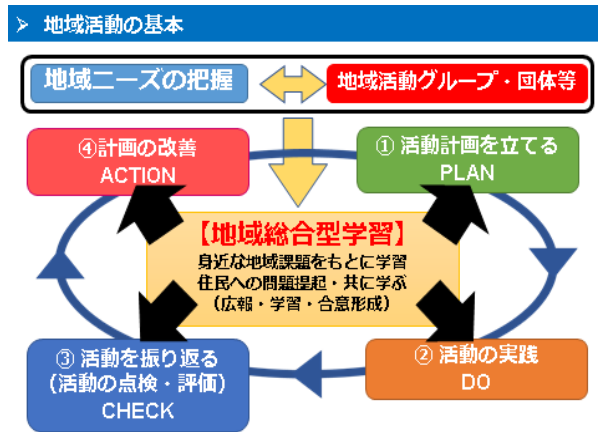 地域活動の基本
地域ニーズの把握
地域活動グループ・団体等
④計画の改善
ACTION
① 活動計画を立てる
PLAN
【地域総合型学習】
身近な地域課題をもとに学習
住民への問題提起・共に学ぶ
（広報・学習・合意形成）
③ 活動を振り返る
（活動の点検・評価）
CHECK
② 活動の実践
DO